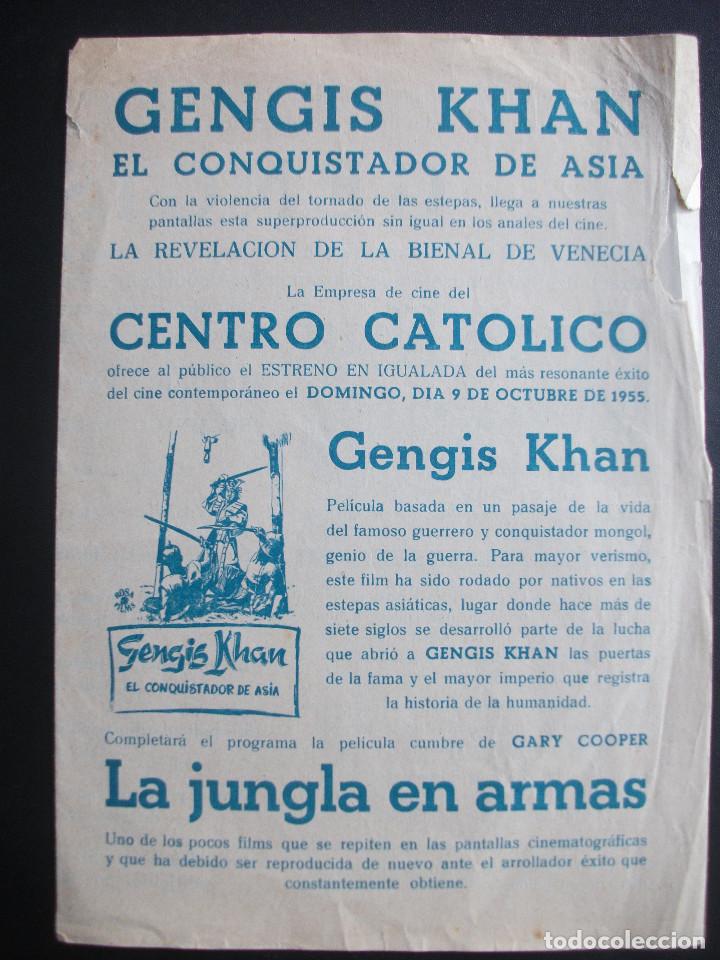 GENGIS KHAN
EL CONQUISTADOR DE ASIA
Con la violencia del tornado de las estepas, llega a nuestras
pantallas esta superproducción sin igual en los anales del cine.
LA REVELACION DE LA BIENAL DE VENECIA
La Empresa de cine del
CENTRO CATOLICO
ofrece al público el ESTRENO EN IGUALADA del más resonante éxito
del cine contemporáneo el DOMINGO, DIA 9 DE OCTUBRE DE 1955.
Gengis Khan
Película basada en un pasaje de la vida
del famoso guerrero y conquistador mongol,
genio de la guerra. Para mayor verismo,
este film ha sido rodado por nativos en las
estepas asiáticas, lugar donde hace más de
siete siglos se desarrolló parte de la lucha
que abrió a GENGIS KHAN las puertas
de la fama y el mayor imperio que registra
la historia de la humanidad.
Gengis Khan
EL CONQUISTADOR DE ASIA
Completará el programa la película cumbre de GARY COOPER
La jungla en armas
Uno de los pocos films que se repiten en las pantallas cinematográficas
y que ha debido ser reproducida de nuevo ante el arrollador éxito que
constantemente obtiene.
todocoleccion